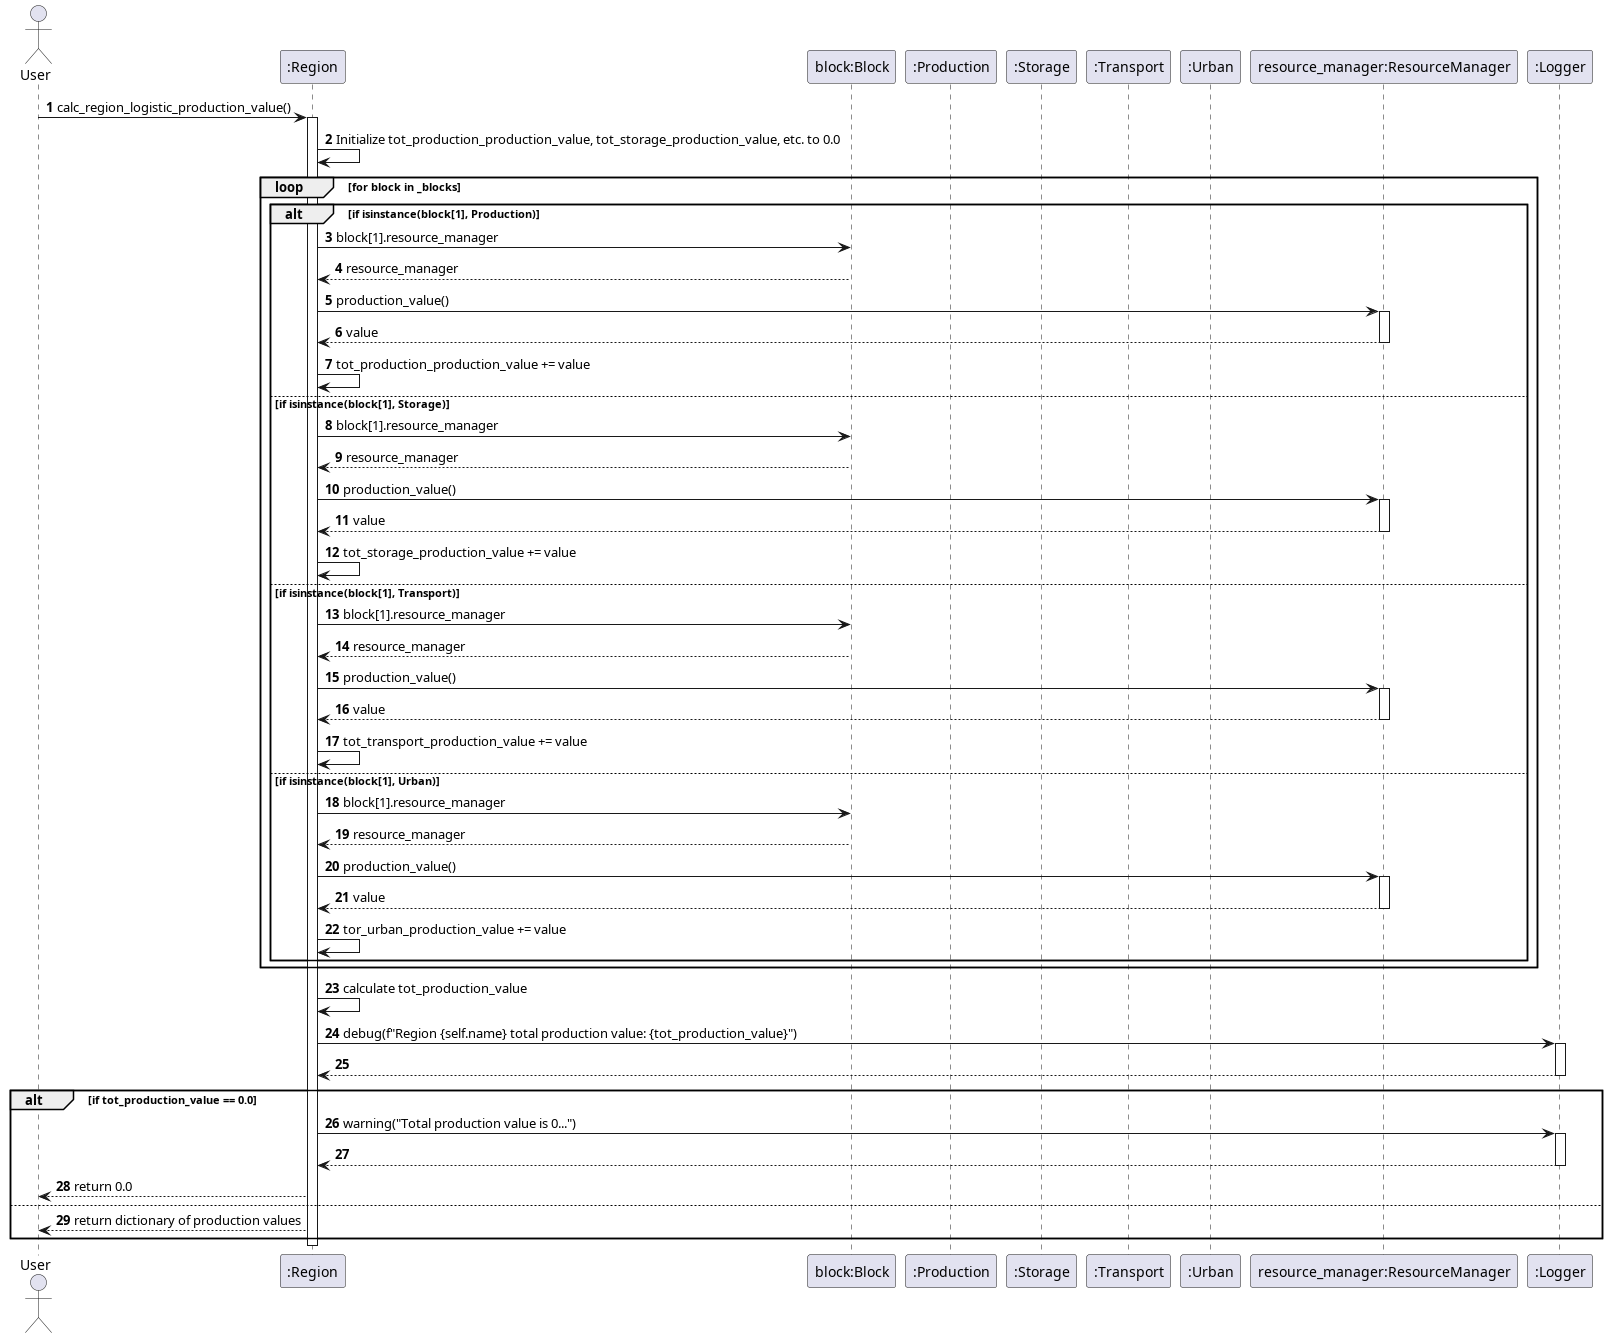 User
:Region
block:Block
:Production
:Storage
:Transport
:Urban
resource_manager:ResourceManager
:Logger
1 calc_region_logistic_production_value()
2 Initialize tot_production_production_value, tot_storage_production_value, etc. to 0.0
loop [for block in _blocks]
alt [if isinstance(block[1], Production)]
3 block[1].resource_manager
4 resource_manager
5 production_value()
6 value
7 tot_production_production_value += value
[if isinstance(block[1], Storage)]
8 block[1].resource_manager
9 resource_manager
10 production_value()
11 value
12 tot_storage_production_value += value
[if isinstance(block[1], Transport)]
13 block[1].resource_manager
14 resource_manager
15 production_value()
16 value
17 tot_transport_production_value += value
[if isinstance(block[1], Urban)]
18 block[1].resource_manager
19 resource_manager
20 production_value()
21 value
22 tor_urban_production_value += value
23 calculate tot_production_value
24 debug(f"Region {self.name} total production value: {tot_production_value}")
25
alt [if tot_production_value == 0.0]
26 warning("Total production value is 0...")
27
28 return 0.0
29 return dictionary of production values
User
:Region
block:Block
:Production
:Storage
:Transport
:Urban
resource_manager:ResourceManager
:Logger